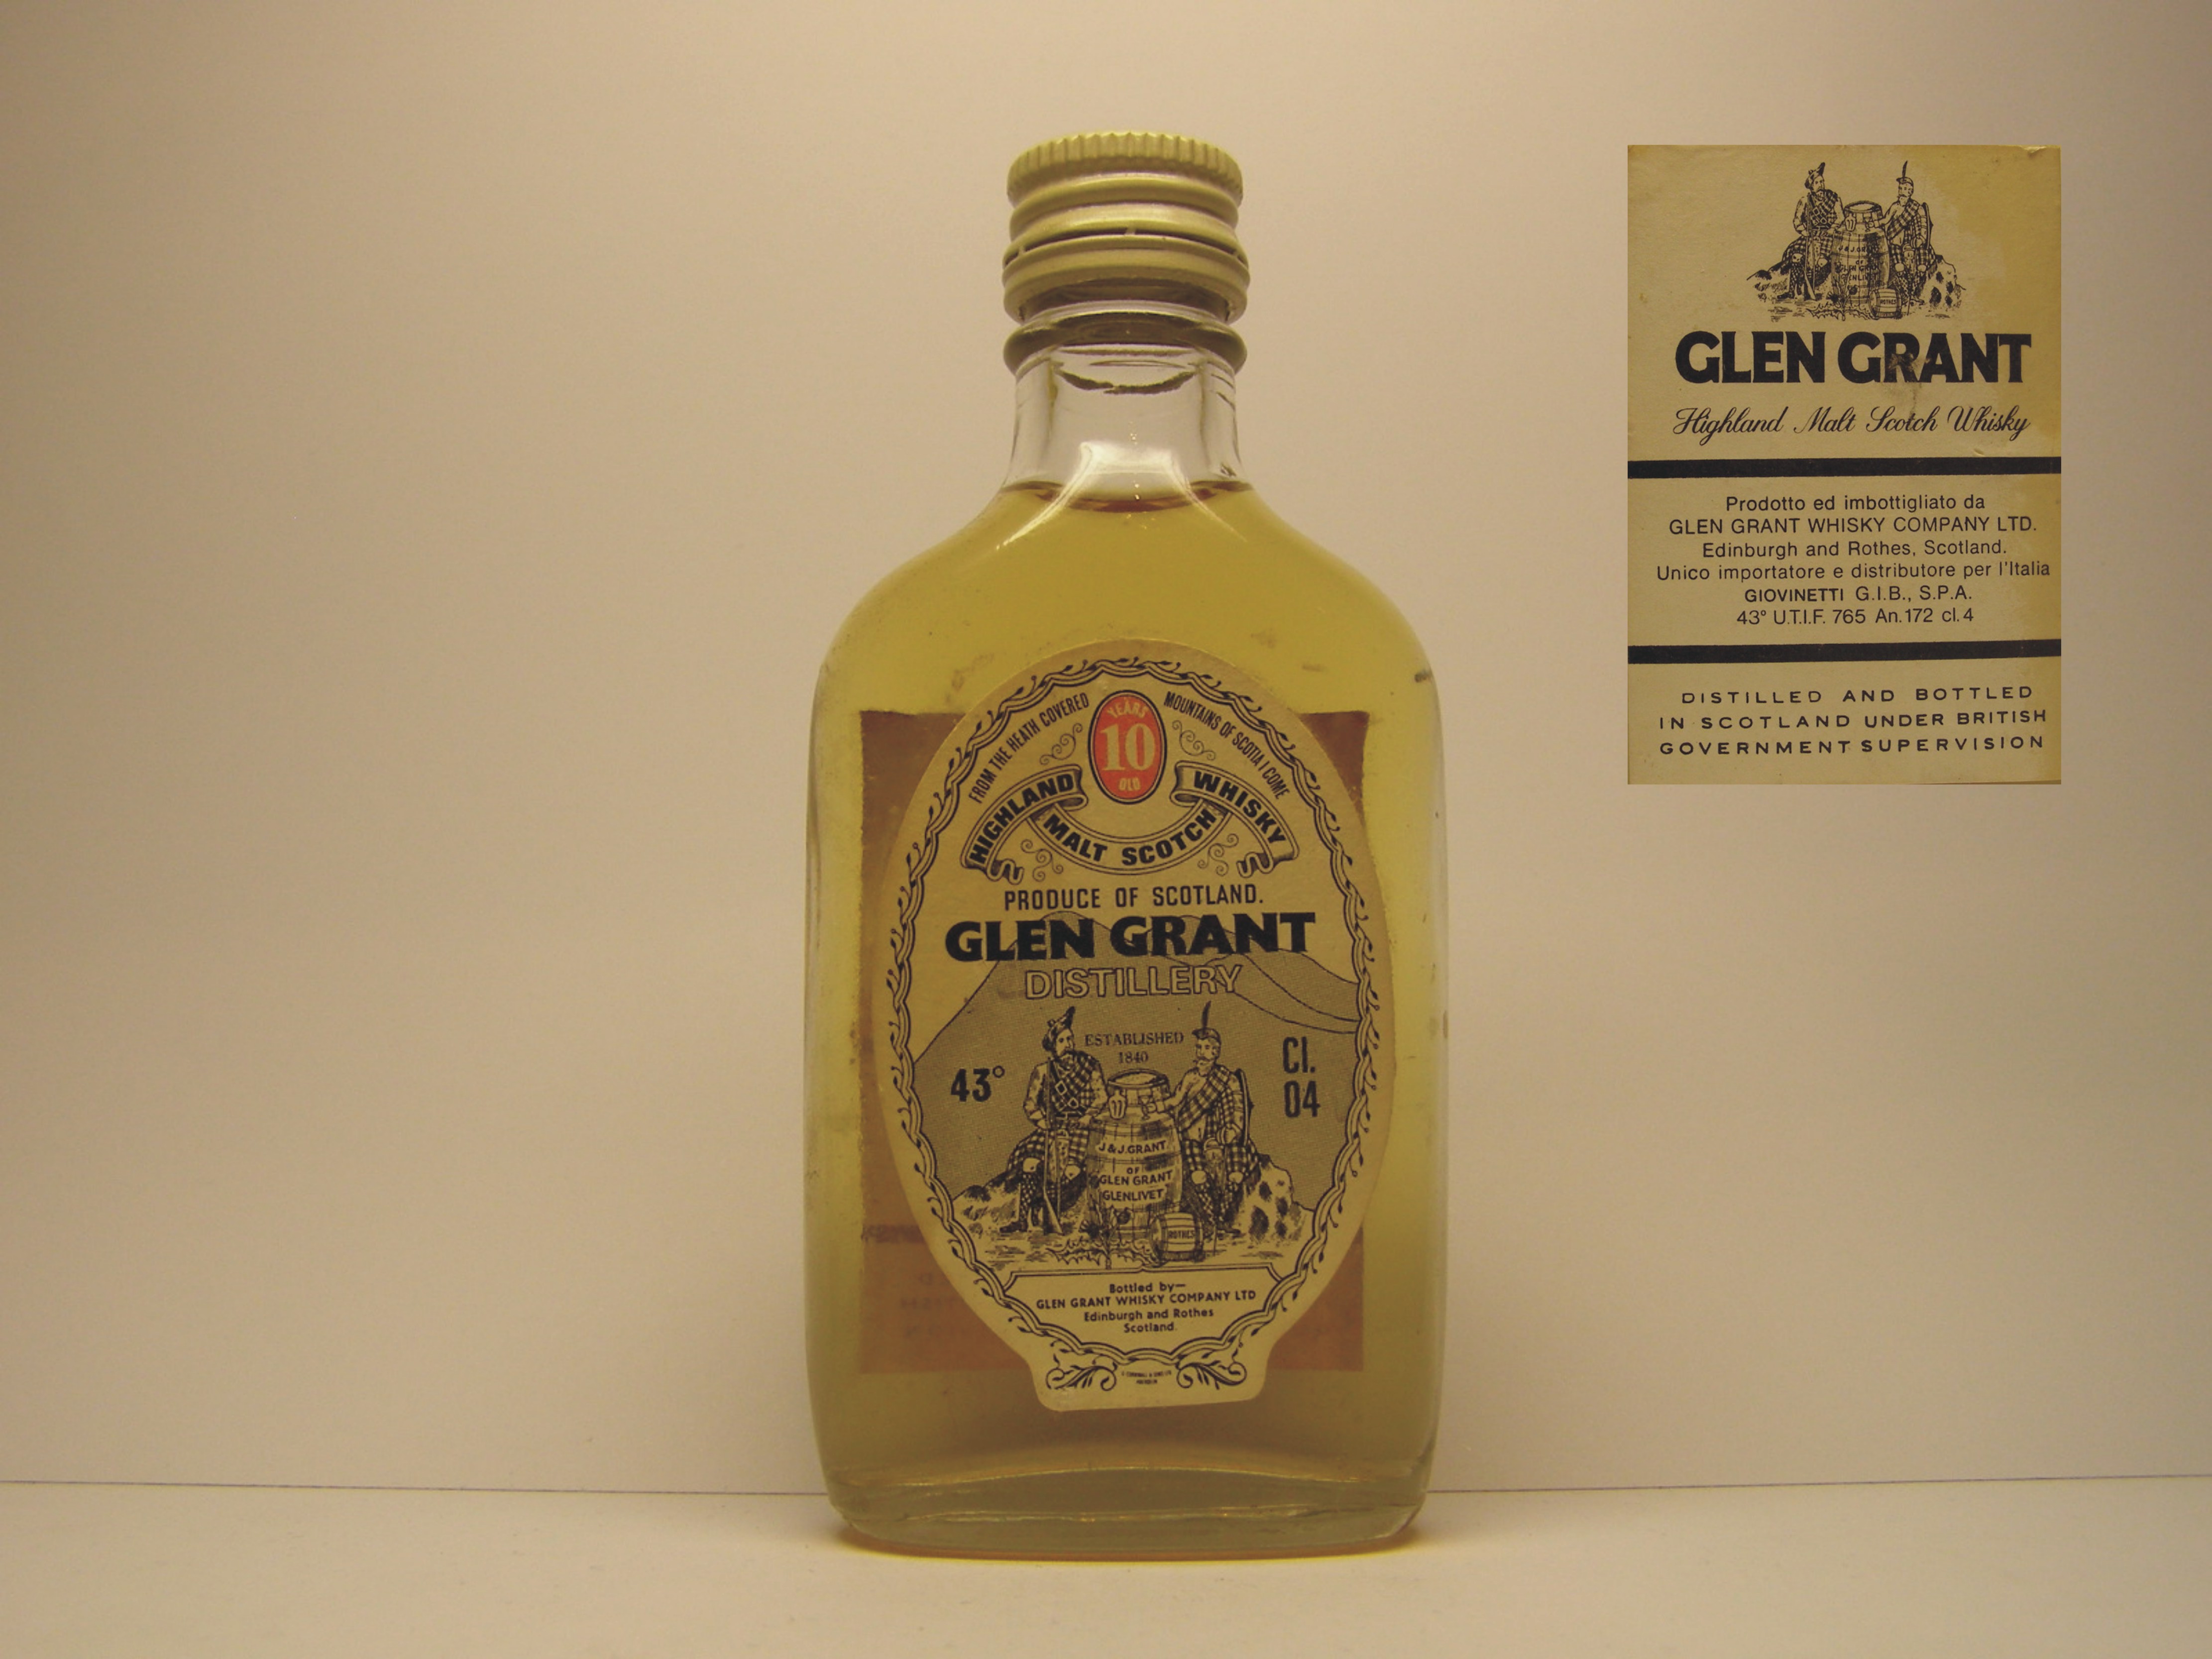 FROM THE HEATH COVERED MOUNTAINS OF SCOTIA I COME
YEARS
10
OLD
HIGHLAND MALT SCOTCH WHISKY
PRODUCE OF SCOTLAND.
GLEN GRANT
DISTILLERY
ESTABLISHED
1840
43°
Cl.
04
J & J. GRANT
OF
GLEN GRANT
GLENLIVET
ROTHES
Bottled by—
GLEN GRANT WHISKY COMPANY LTD
Edinburgh and Rothes
Scotland.
GLEN GRANT
Highland Malt Scotch Whisky
Prodotto ed imbottigliato da
GLEN GRANT WHISKY COMPANY LTD.
Edinburgh and Rothes, Scotland.
Unico importatore e distributore per l'Italia
GIOVINETTI G.I.B., S.P.A.
43° U.T.I.F. 765 An.172 cl.4
DISTILLED AND BOTTLED
IN SCOTLAND UNDER BRITISH
GOVERNMENT SUPERVISION